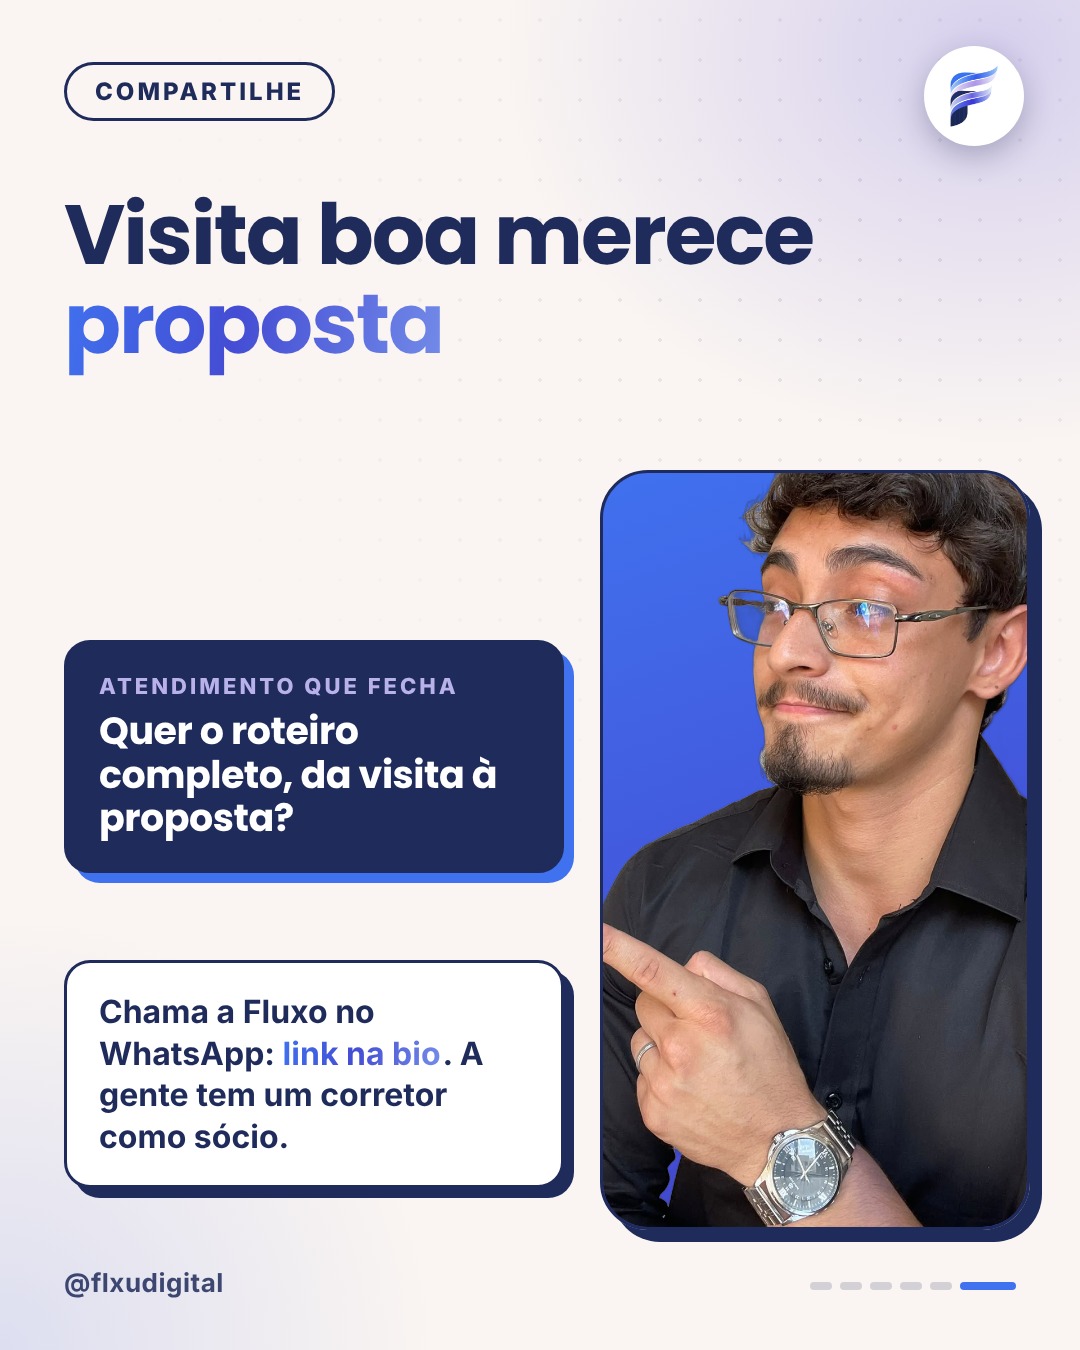 COMPARTILHE
Visita boa merece
proposta
ATENDIMENTO QUE FECHA
Quer o roteiro
completo, da visita à
proposta?
Chama a Fluxo no
WhatsApp: link na bio. A
gente tem um corretor
como sócio.
@flxudigital